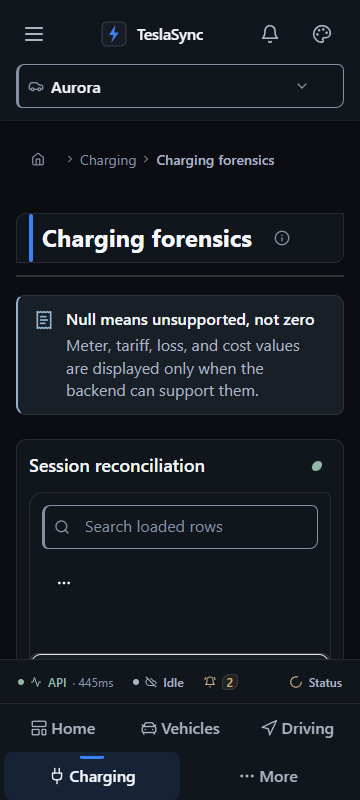 TeslaSync
Aurora
Charging
Charging forensics
Charging forensics
Null means unsupported, not zero
Meter, tariff, loss, and cost values
are displayed only when the
backend can support them.
Session reconciliation
Search loaded rows
...
API · 445ms
Idle
2
Status
Home
Vehicles
Driving
Charging
More